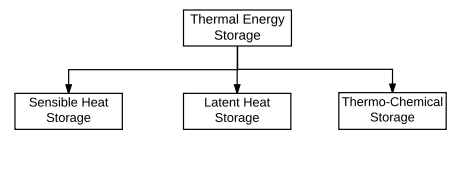 Thermal Energy
Storage
Sensible Heat
Storage
Latent Heat
Storage
Thermo-Chemical
Storage